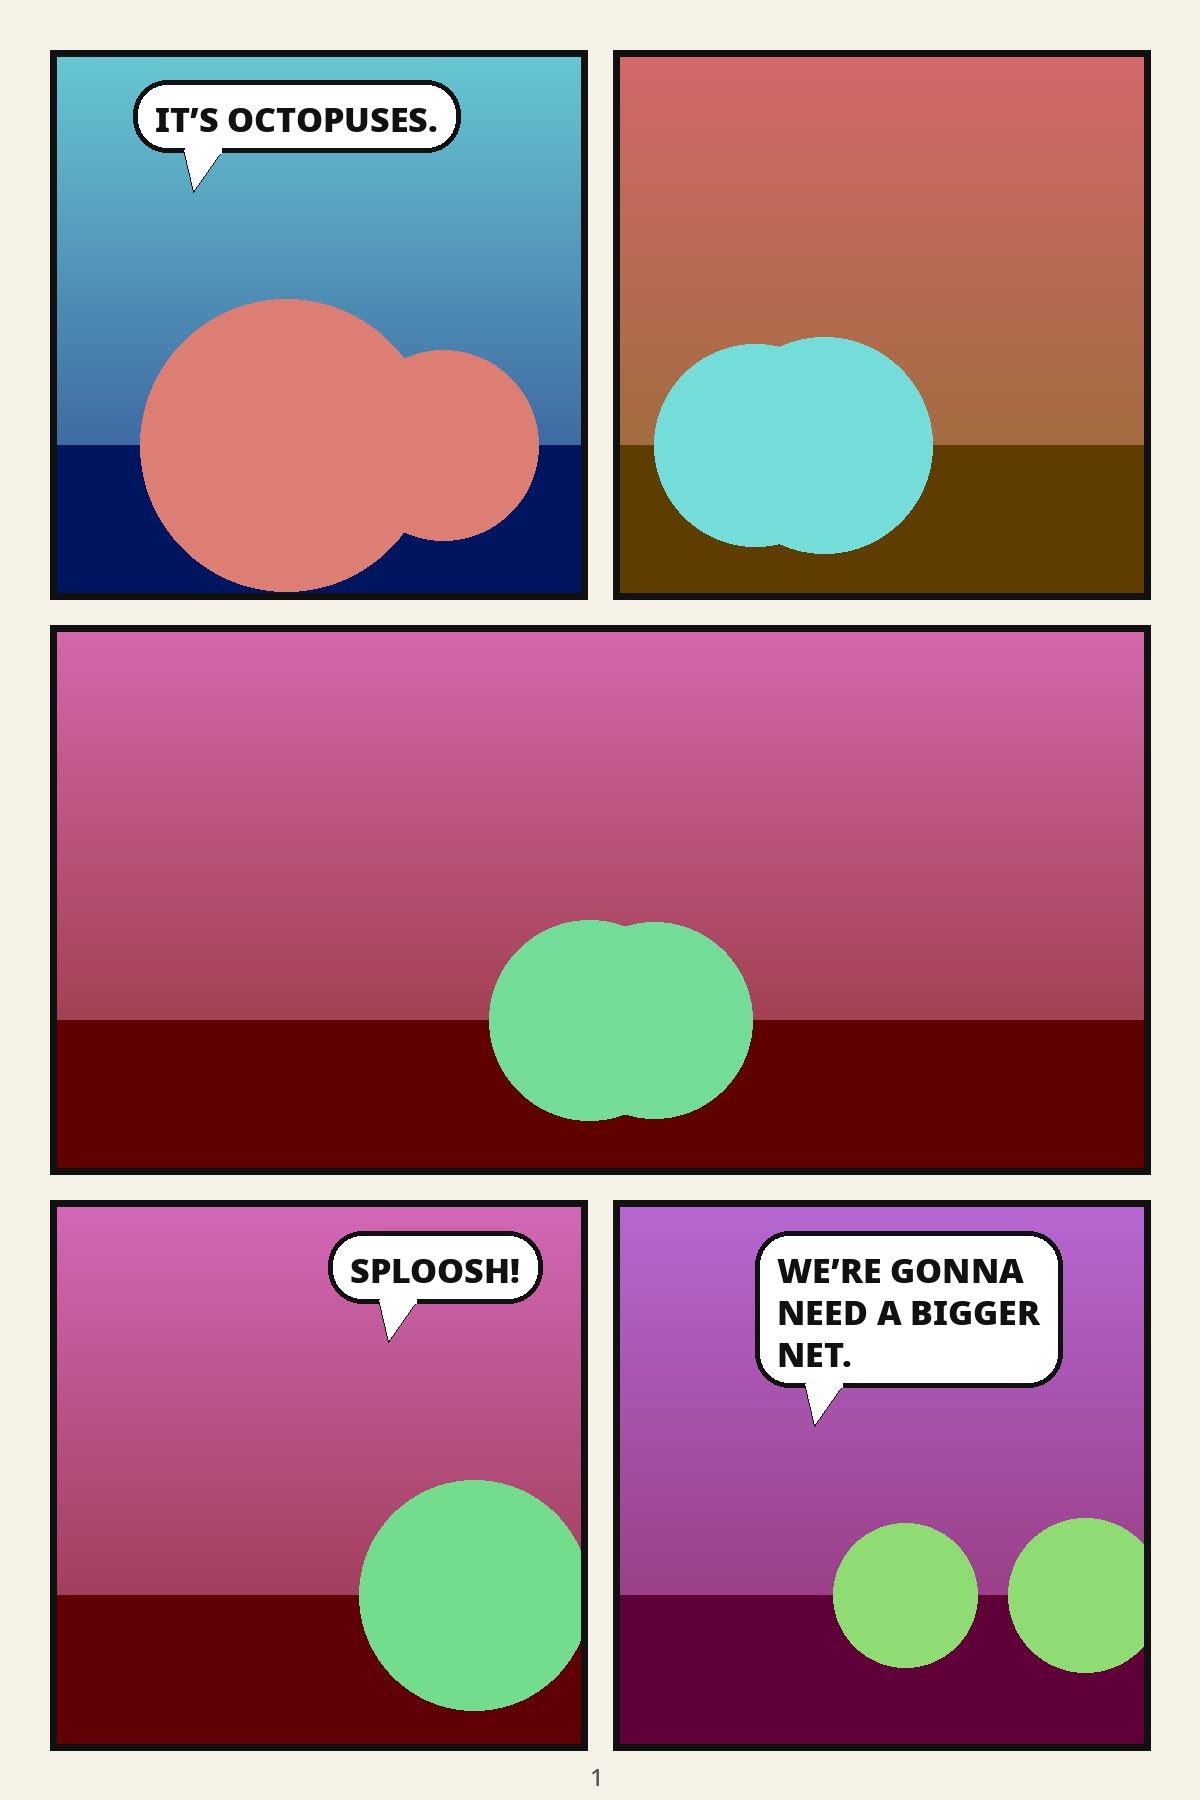 IT’S OCTOPUSES.
SPLOOSH!
WE’RE GONNA
NEED A BIGGER
NET.
1